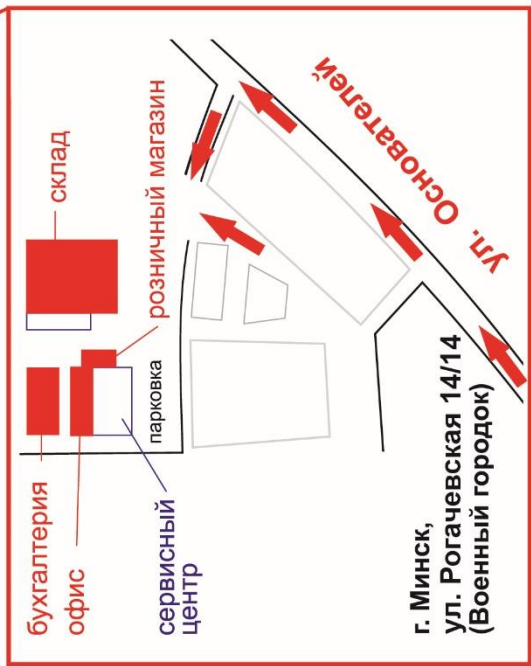 бухгалтерия
офис
сервисный
центр
парковка
розничный магазин
склад
ул. Основателей
г. Минск,
ул. Рогачевская 14/14
(Военный городок)